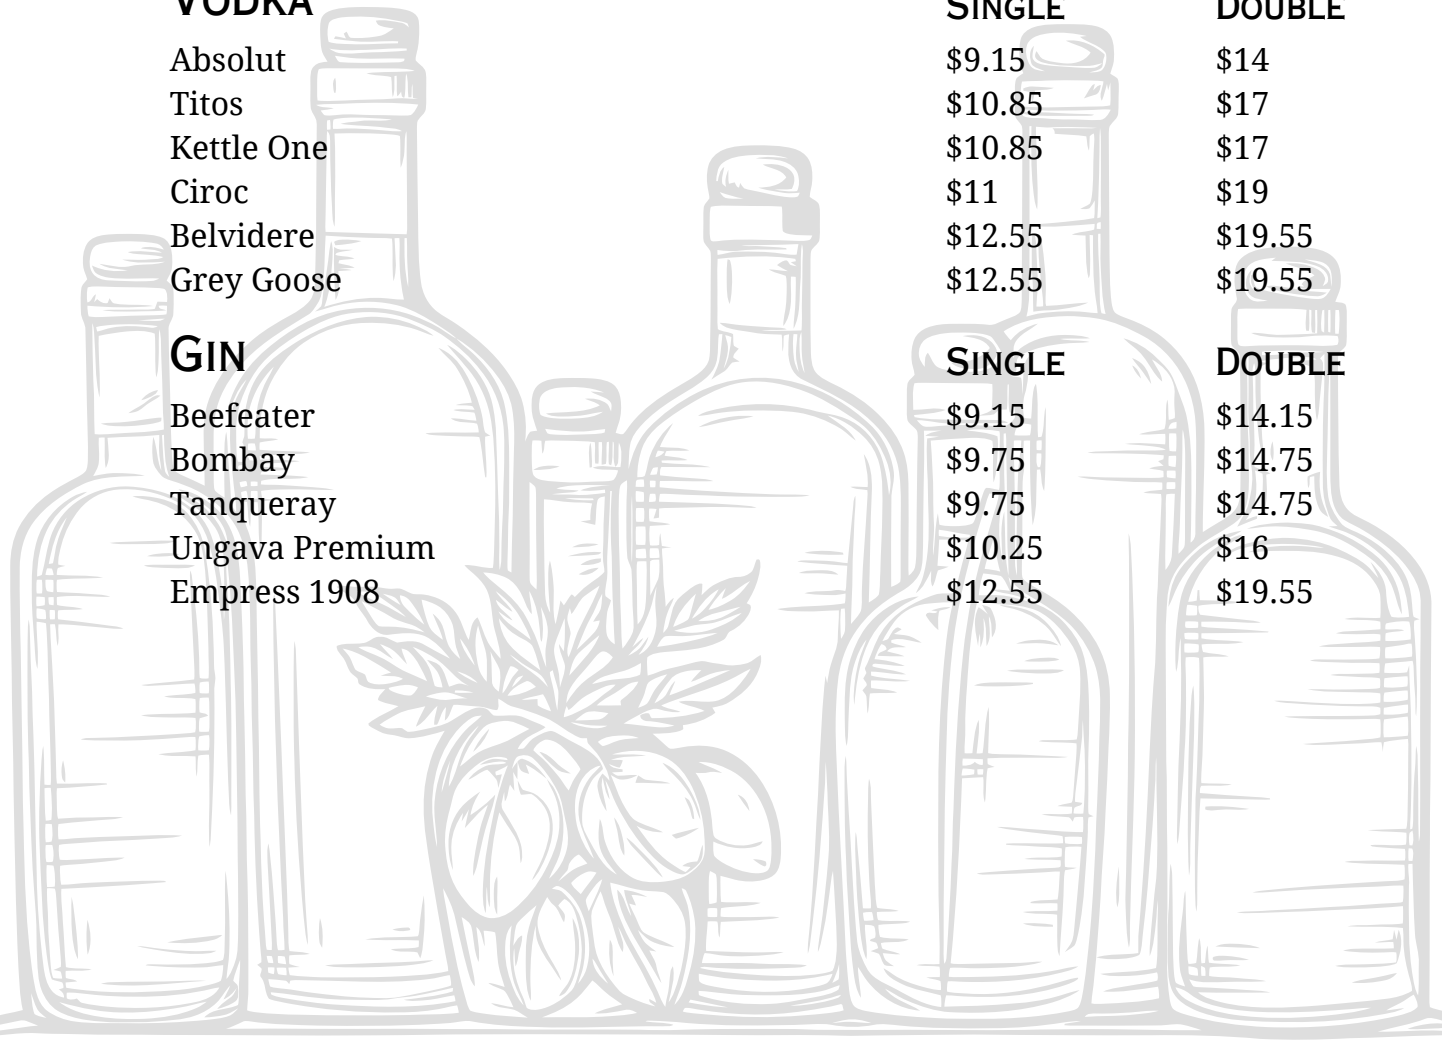 VODKA SINGLE DOUBLE
Absolut $9.15 $14
Titos $10.85 $17
Kettle One $10.85 $17
Ciroc $11 $19
Belvidere $12.55 $19.55
Grey Goose $12.55 $19.55
GIN SINGLE DOUBLE
Beefeater $9.15 $14.15
Bombay $9.75 $14.75
Tanqueray $9.75 $14.75
Ungava Premium $10.25 $16
Empress 1908 $12.55 $19.55